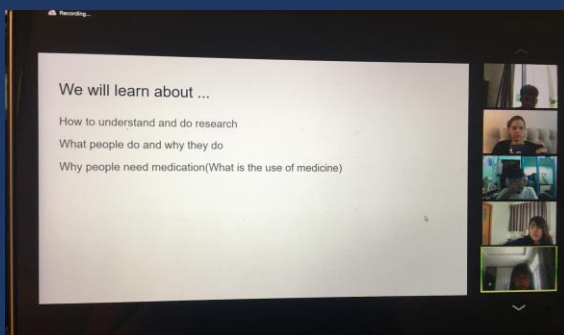 Recording...
We will learn about ...
How to understand and do research
What people do and why they do
Why people need medication(What is the use of medicine)